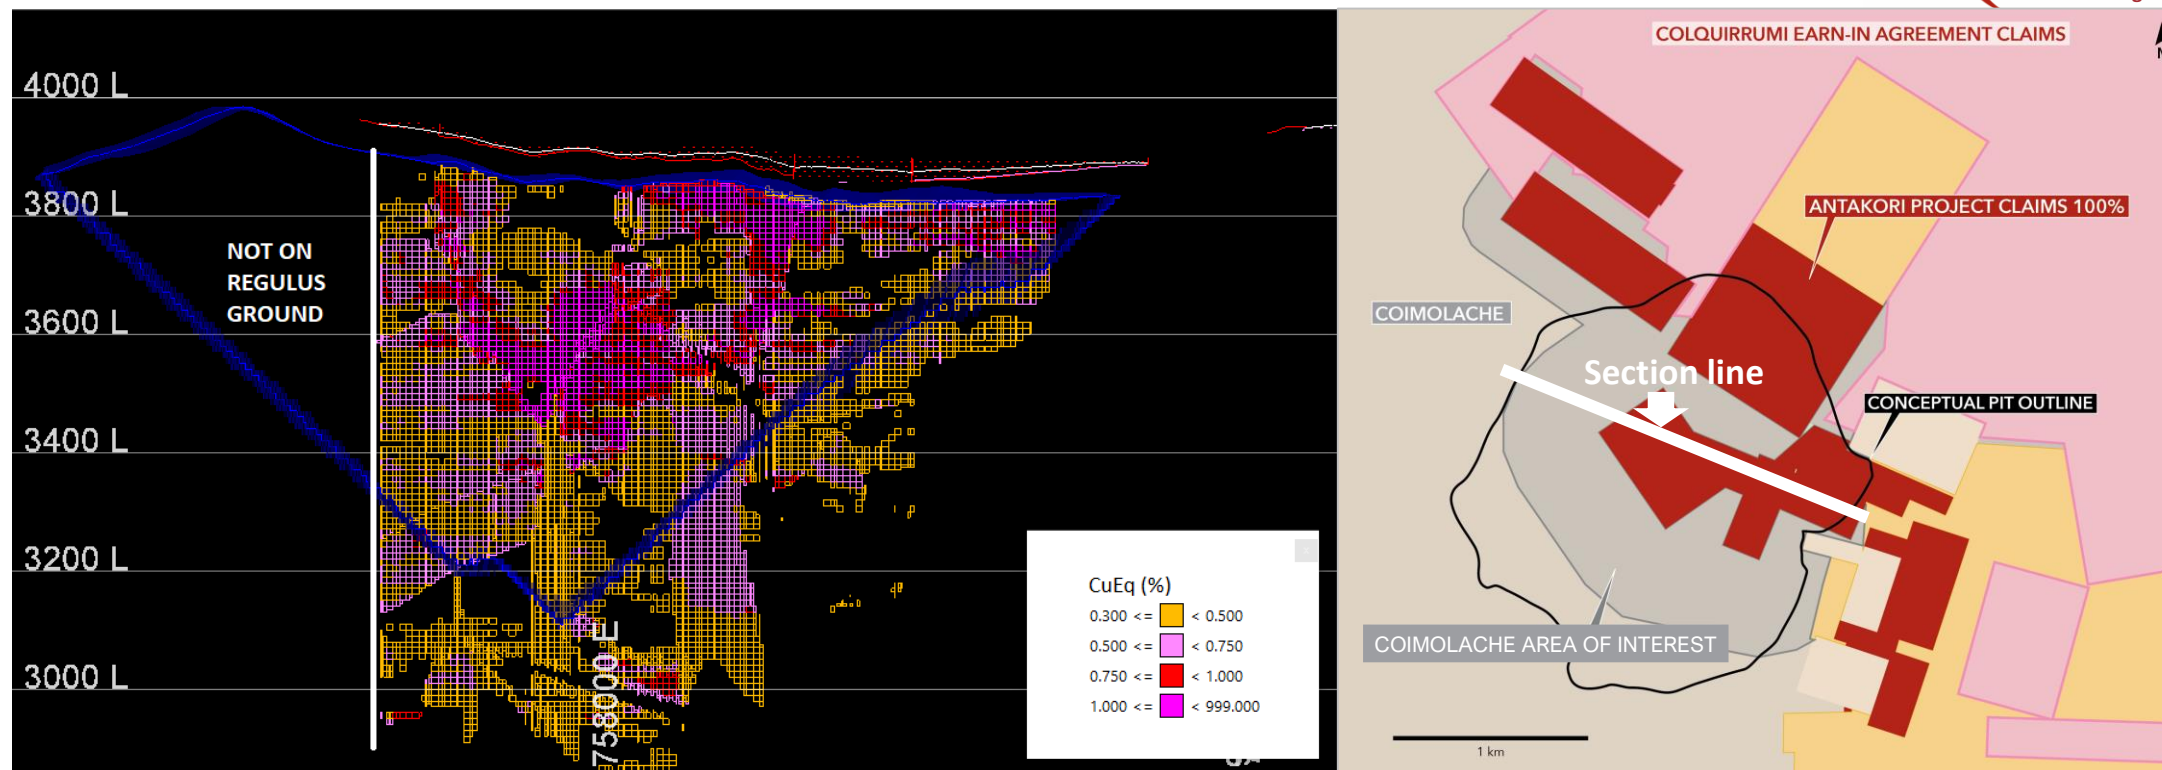 4000 L
3800 L
3600 L
3400 L
3200 L
3000 L
NOT ON
REGULUS
GROUND
758000 E
CuEq (%)
0.300 <= < 0.500
0.500 <= < 0.750
0.750 <= < 1.000
1.000 <= < 999.000
COLQUIRRUMI EARN-IN AGREEMENT CLAIMS
ANTAKORI PROJECT CLAIMS 100%
COIMOLACHE
Section line
CONCEPTUAL PIT OUTLINE
COIMOLACHE AREA OF INTEREST
1 km